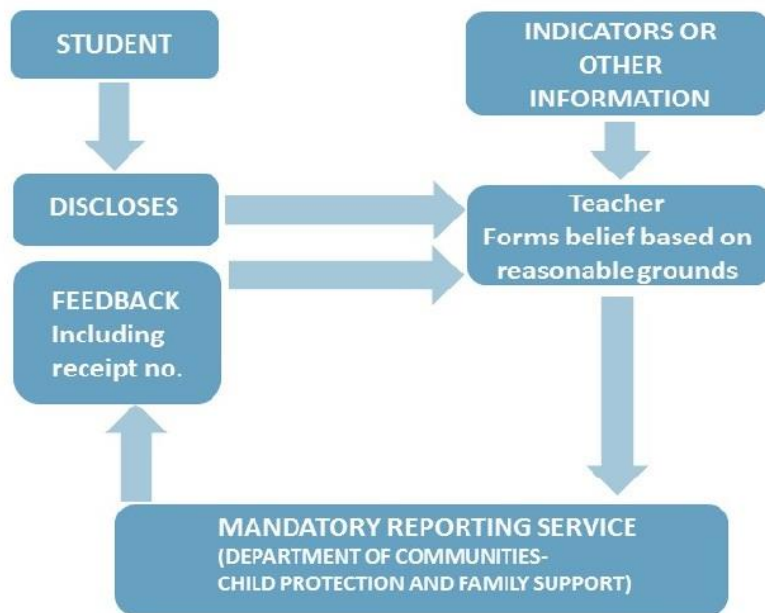 STUDENT
INDICATORS OR
OTHER
INFORMATION
DISCLOSES
Teacher
Forms belief based on
reasonable grounds
FEEDBACK
Including
receipt no.
MANDATORY REPORTING SERVICE
(DEPARTMENT OF COMMUNITIES-
CHILD PROTECTION AND FAMILY SUPPORT)